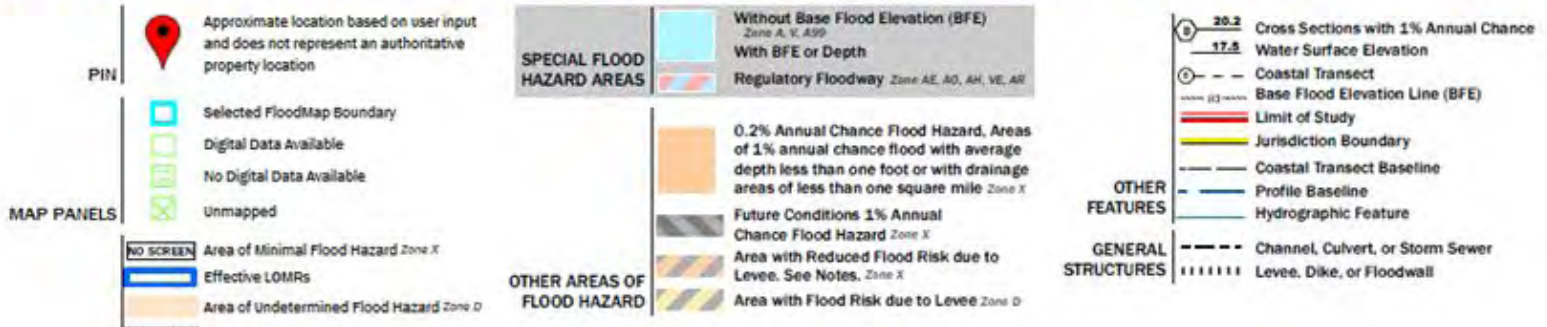 PIN
Approximate location based on user input
and does not represent an authoritative
property location
MAP PANELS
Selected FloodMap Boundary
Digital Data Available
No Digital Data Available
Unmapped
NO SCREEN Area of Minimal Flood Hazard Zone X
Effective LOMRs
Area of Undetermined Flood Hazard Zone D
SPECIAL FLOOD
HAZARD AREAS
Without Base Flood Elevation (BFE)
Zone A, V, A99
With BFE or Depth
Regulatory Floodway Zone AE, AO, AH, VE, AR
OTHER AREAS OF
FLOOD HAZARD
0.2% Annual Chance Flood Hazard, Areas
of 1% annual chance flood with average
depth less than one foot or with drainage
areas of less than one square mile Zone X
Future Conditions 1% Annual
Chance Flood Hazard Zone X
Area with Reduced Flood Risk due to
Levee. See Notes. Zone X
Area with Flood Risk due to Levee Zone D
OTHER
FEATURES
20.2 Cross Sections with 1% Annual Chance
17.5 Water Surface Elevation
Coastal Transect
Base Flood Elevation Line (BFE)
Limit of Study
Jurisdiction Boundary
Coastal Transect Baseline
Profile Baseline
Hydrographic Feature
GENERAL
STRUCTURES
Channel, Culvert, or Storm Sewer
Levee, Dike, or Floodwall